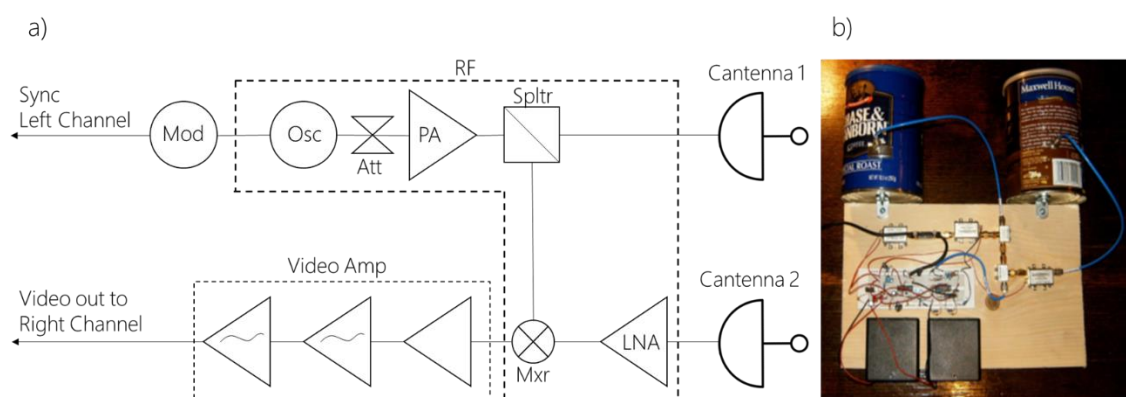 a)
b)
RF
Sync
Left Channel
Mod
Osc
Att
PA
Spltr
Cantenna 1
Video Amp
Video out to
Right Channel
Mxr
LNA
Cantenna 2
COFFEE
Maxwell House